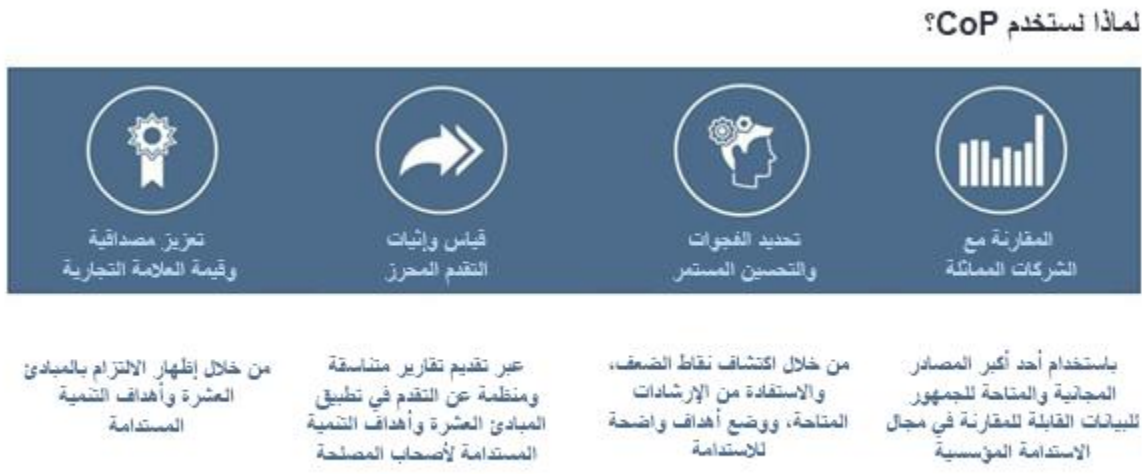 لماذا نستخدم CoP؟
المقارنة مع
الشركات المماثلة
تحديد الفجوات
والتحسين المستمر
قياس وإثبات
التقدم المحرز
تعزيز مصداقية
وقيمة العلامة التجارية
باستخدام أحد أكبر المصادر
المجانية والمتاحة للجمهور
للبيانات القابلة للمقارنة في مجال
الاستدامة المؤسسية
من خلال اكتشاف نقاط الضعف،
والاستفادة من الإرشادات
المتاحة، ووضع أهداف واضحة
للاستدامة
عبر تقديم تقارير متناسقة
ومنظمة عن التقدم في تطبيق
المبادئ العشرة وأهداف التنمية
المستدامة لأصحاب المصلحة
من خلال إظهار الالتزام بالمبادئ
العشرة وأهداف التنمية
المستدامة